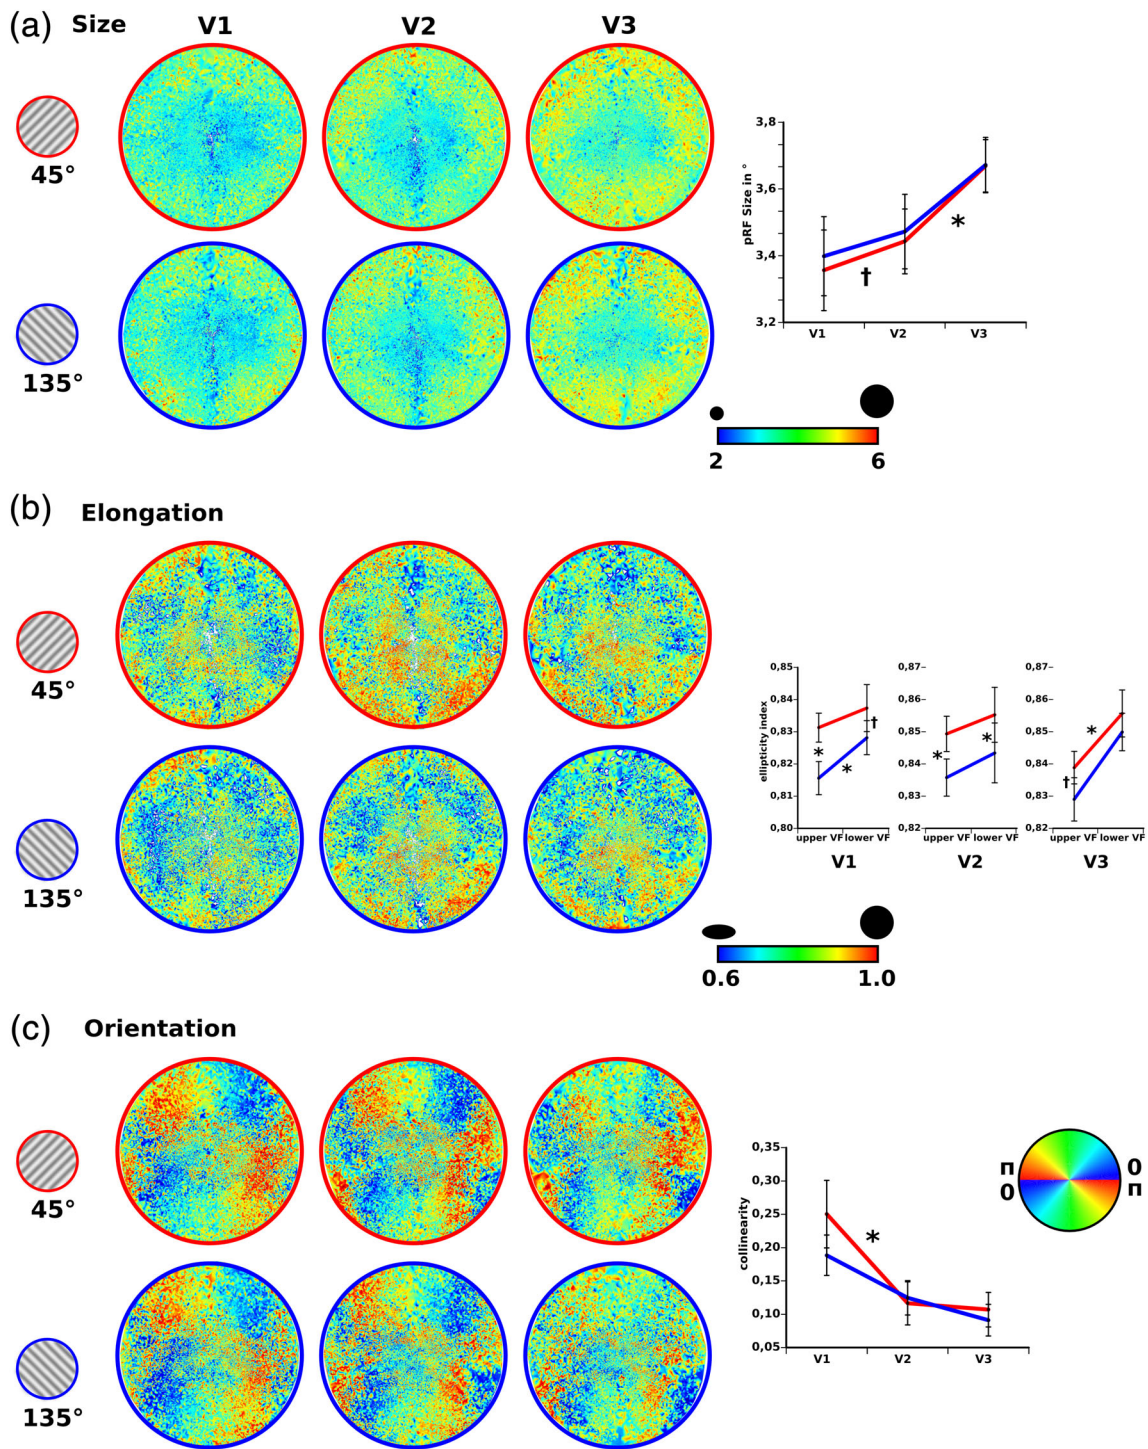 (a) Size V1 V2 V3
45°
135°
3,8
3,6
3,4
3,2
pRF Size in °
*
†
V1 V2 V3
2 6
(b) Elongation
45°
135°
0,85
0,84
0,83
0,82
0,81
0,80
ellipticity index
* * †
upper VF lower VF
V1
0,87
0,86
0,85
0,84
0,83
0,82
* *
upper VF lower VF
V2
0,87
0,86
0,85
0,84
0,83
0,82
† *
upper VF lower VF
V3
0.6 1.0
(c) Orientation
45°
135°
0,35
0,30
0,25
0,20
0,15
0,10
0,05
collinearity
*
V1 V2 V3
п 0
0 п